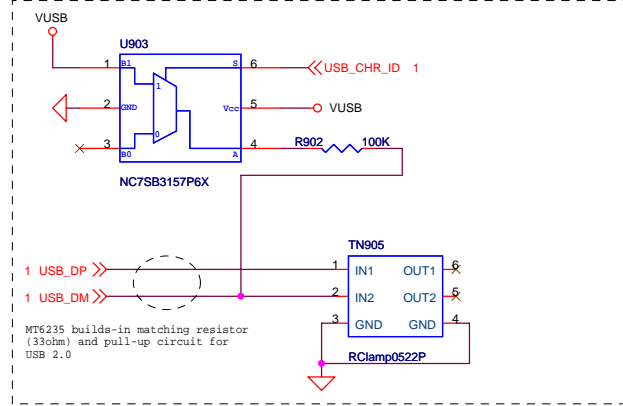 VUSB
U903
1 B1 S 6 USB_CHR_ID 1
1
2 GND Vcc 5 VUSB
0
3 B0 A 4 R902 100K
NC7SB3157P6X
TN905
1 USB_DP 1 IN1 OUT1 6
1 USB_DM 2 IN2 OUT2 5
3 GND GND 4
MT6235 builds-in matching resistor
(33ohm) and pull-up circuit for
USB 2.0
RClamp0522P